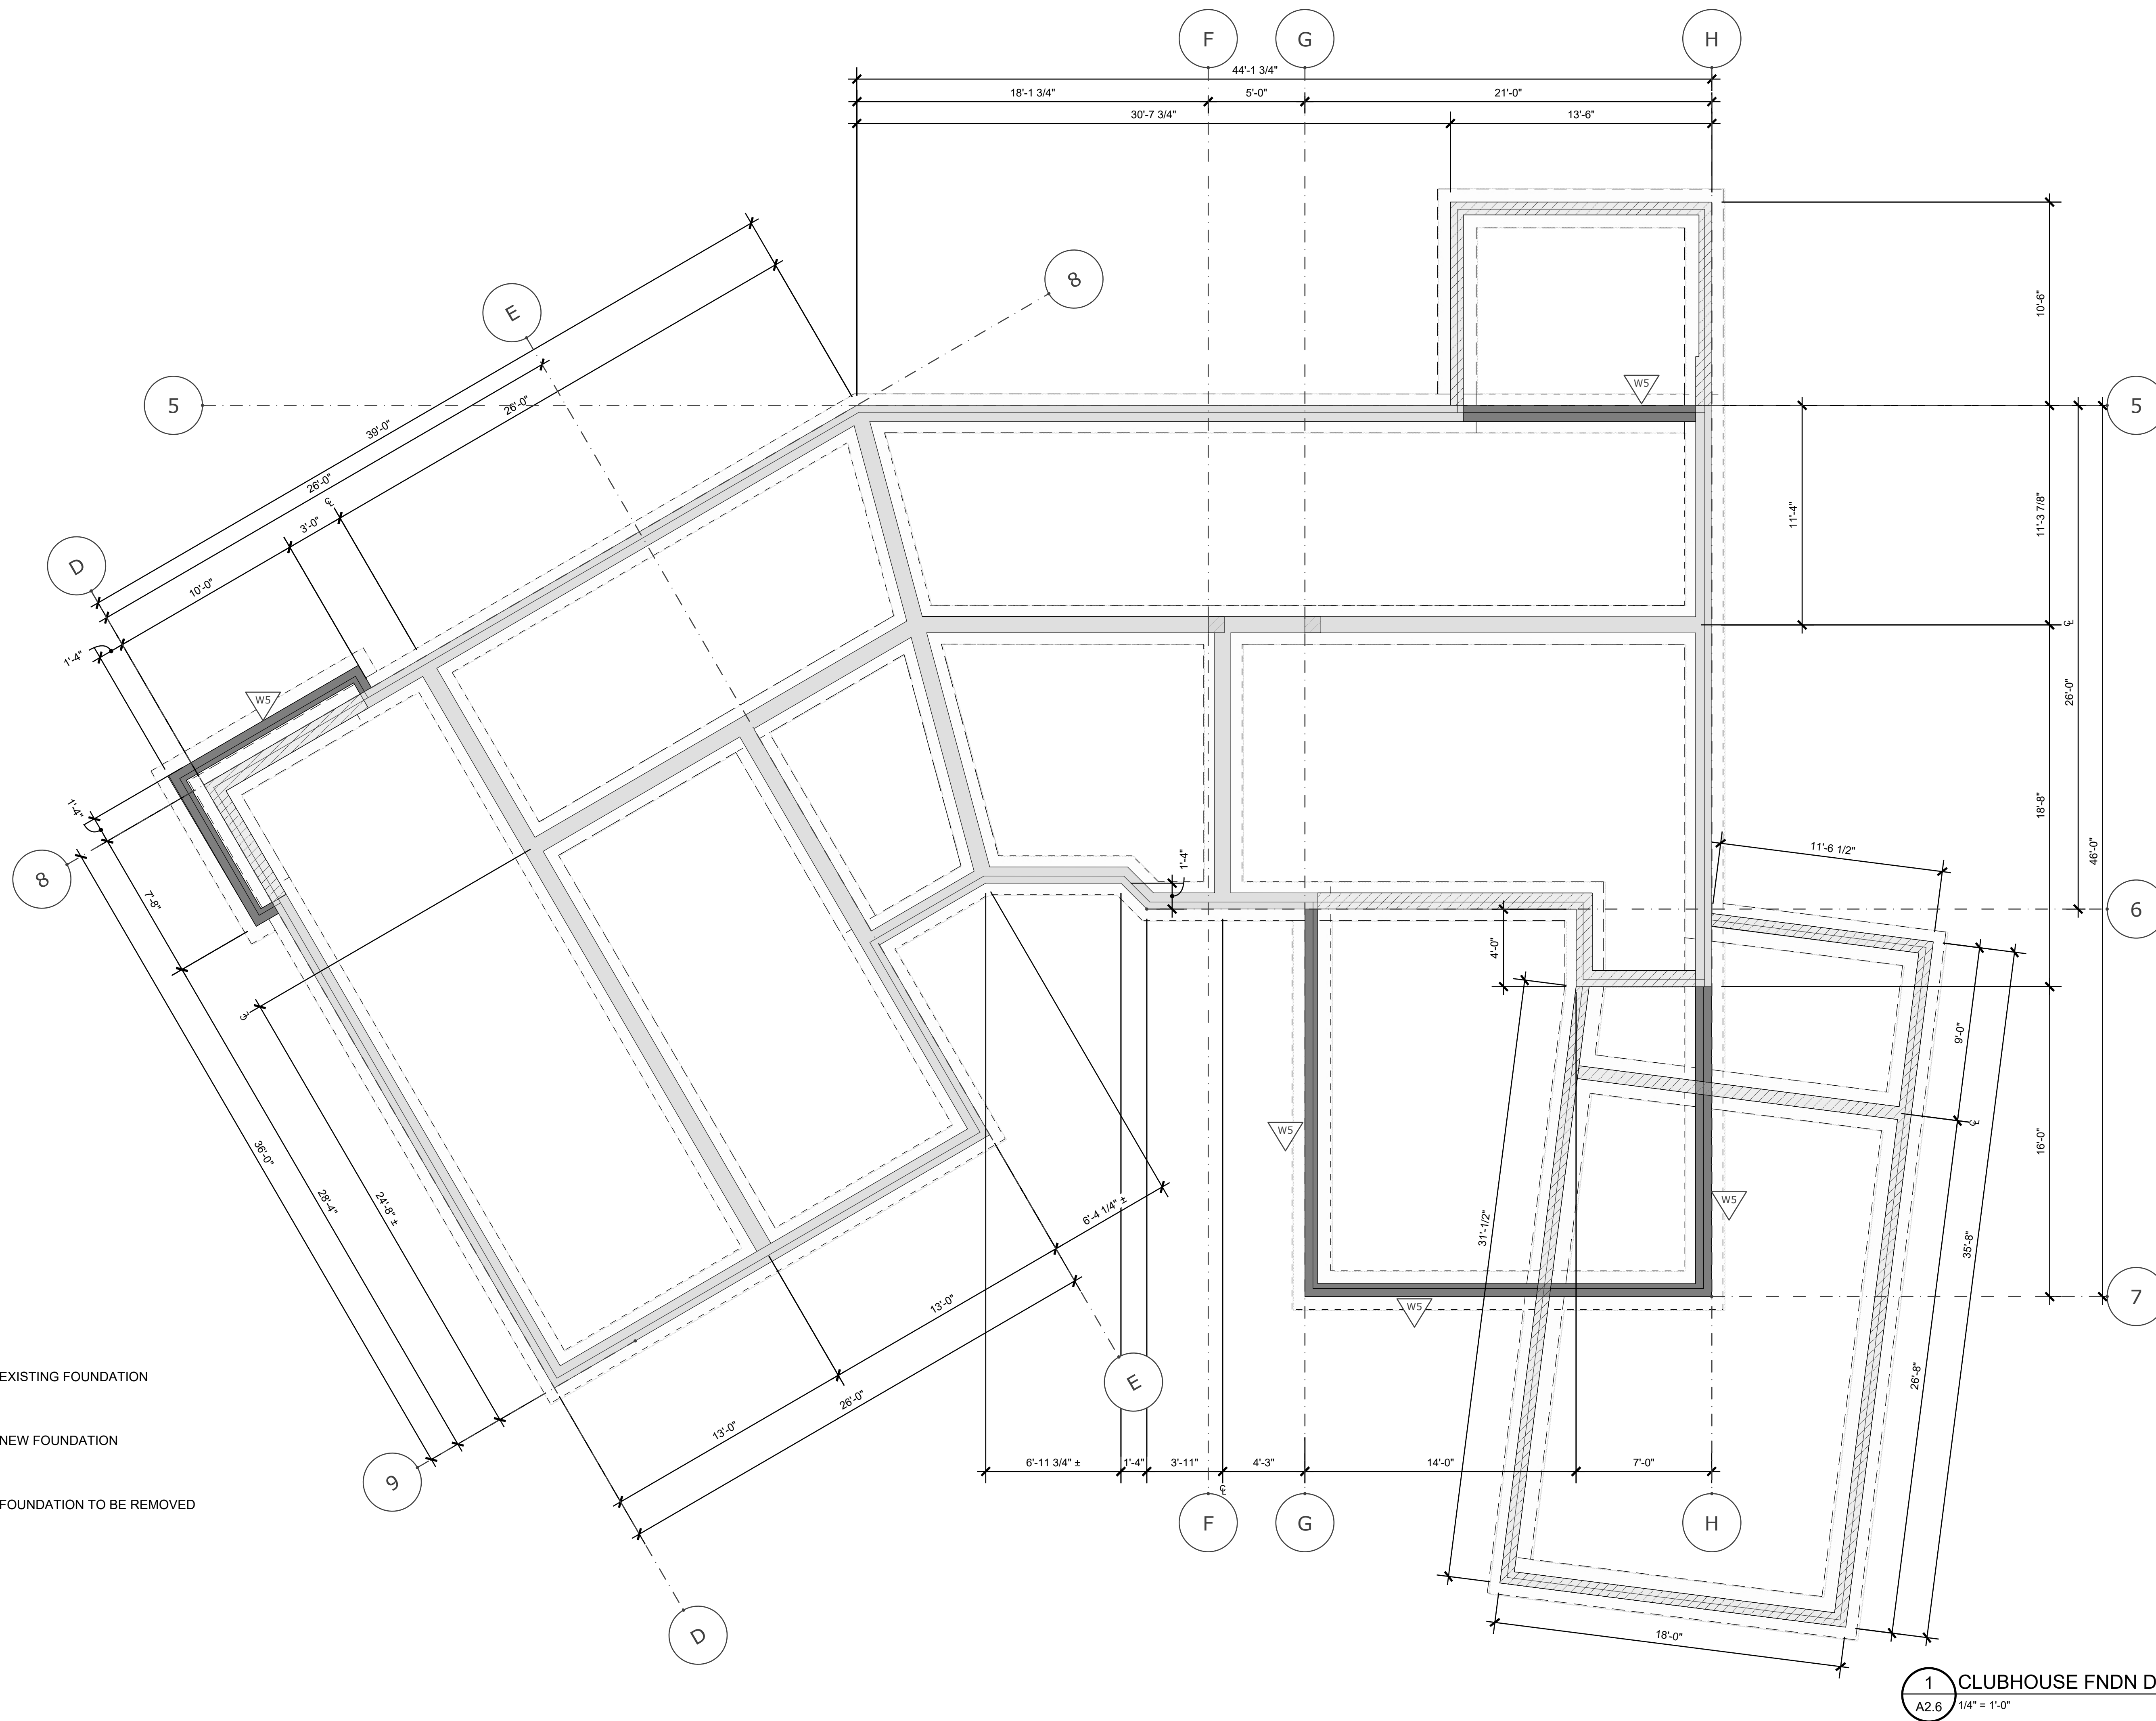 F
G
H
44'-1 3/4"
18'-1 3/4"
5'-0"
21'-0"
30'-7 3/4"
13'-6"
8
E
5
D
39'-0"
26'-0"
26'-0"
℄
3'-0"
10'-0"
1'-4"
W5
1'-4"
8
7'-8"
W5
10'-6"
5
11'-4"
11'-3 7/8"
℄
26'-0"
18'-8"
46'-0"
1'-4"
11'-6 1/2"
6
4'-0"
9'-0"
℄
℄
W5
W5
W5
16'-0"
31'-1/2"
35'-8"
26'-8"
7
36'-0"
28'-4"
24'-8" ±
6'-4 1/4" ±
13'-0"
13'-0"
26'-0"
E
EXISTING FOUNDATION
NEW FOUNDATION
FOUNDATION TO BE REMOVED
9
6'-11 3/4" ±
1'-4"
3'-11"
4'-3"
14'-0"
7'-0"
℄
F
G
H
D
18'-0"
1
A2.6
CLUBHOUSE FNDN D
1/4" = 1'-0"